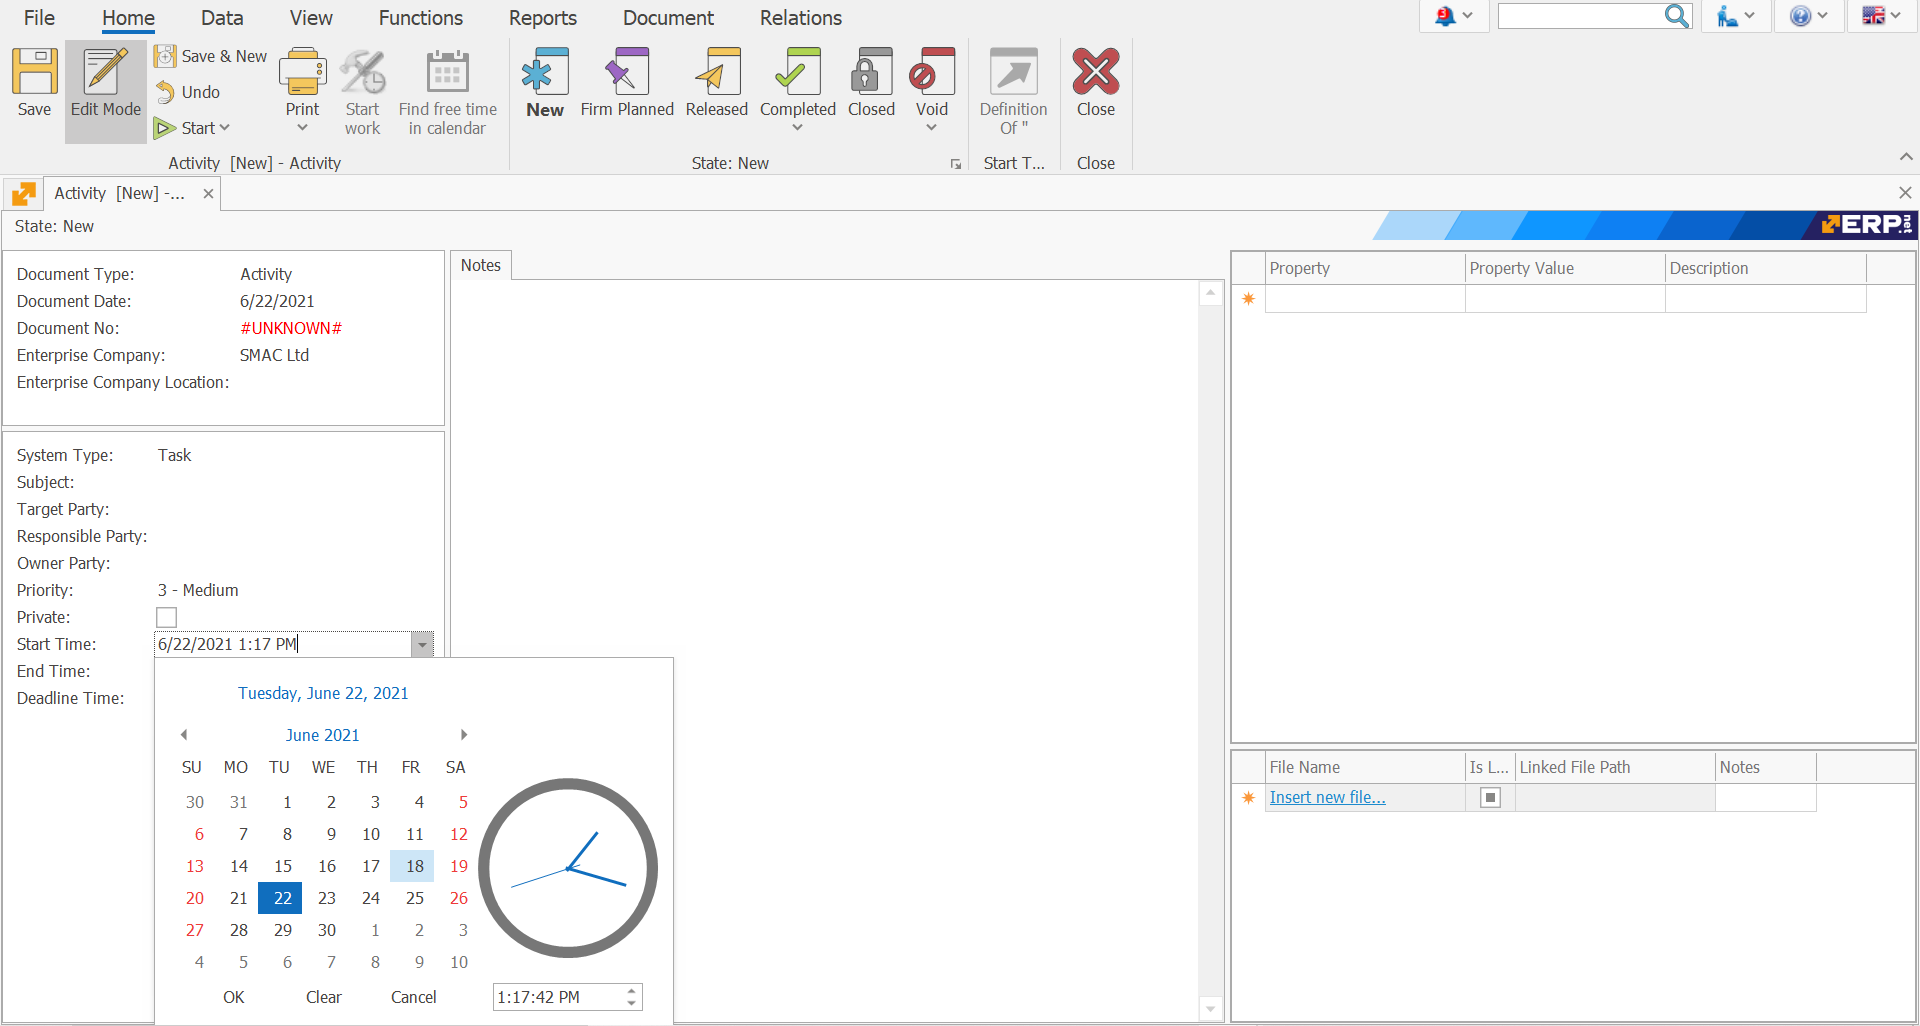 File Home Data View Functions Reports Document Relations
3
Save
Edit Mode
Save & New
Undo
Start
Print
Start work
Find free time in calendar
Activity [New] - Activity
New
Firm Planned
Released
Completed
Closed
Void
State: New
Definition Of "
Start T...
Close
Close
Activity [New] -...
State: New
ERP.net
Document Type: Activity
Document Date: 6/22/2021
Document No: #UNKNOWN#
Enterprise Company: SMAC Ltd
Enterprise Company Location:
System Type: Task
Subject:
Target Party:
Responsible Party:
Owner Party:
Priority: 3 - Medium
Private:
Start Time: 6/22/2021 1:17 PM
End Time:
Deadline Time:
Tuesday, June 22, 2021
June 2021
SU MO TU WE TH FR SA
30 31 1 2 3 4 5
6 7 8 9 10 11 12
13 14 15 16 17 18 19
20 21 22 23 24 25 26
27 28 29 30 1 2 3
4 5 6 7 8 9 10
OK Clear Cancel
1:17:42 PM
Notes
Property Property Value Description
File Name Is L... Linked File Path Notes
Insert new file...